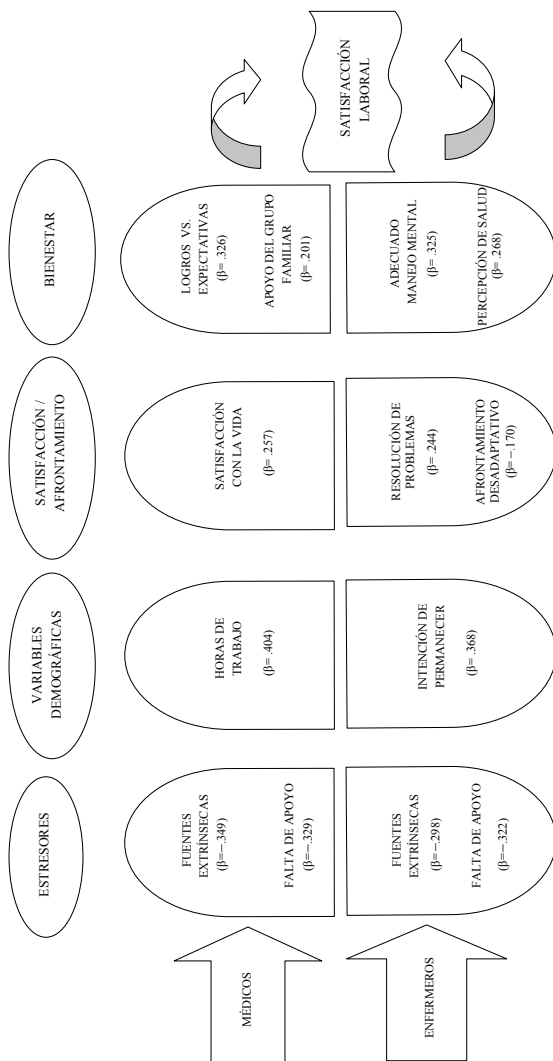 ESTRESORES
VARIABLES
DEMOGRÁFICAS
SATISFACCIÓN /
AFRONTAMIENTO
BIENESTAR
MÉDICOS
FUENTES
EXTRÍNSECAS
(β=−.349)
FALTA DE APOYO
(β=−.329)
HORAS DE
TRABAJO
(β= .404)
SATISFACCIÓN
CON LA VIDA
(β= .257)
LOGROS VS.
EXPECTATIVAS
(β= .326)
APOYO DEL GRUPO
FAMILIAR
(β= .201)
ENFERMEROS
FUENTES
EXTRÍNSECAS
(β=−.298)
FALTA DE APOYO
(β=−.322)
INTENCIÓN DE
PERMANECER
(β= .368)
RESOLUCIÓN DE
PROBLEMAS
(β= .244)
AFRONTAMIENTO
DESADAPTATIVO
(β=−.170)
ADECUADO
MANEJO MENTAL
(β= .325)
PERCEPCIÓN DE SALUD
(β= .268)
SATISFACCIÓN
LABORAL